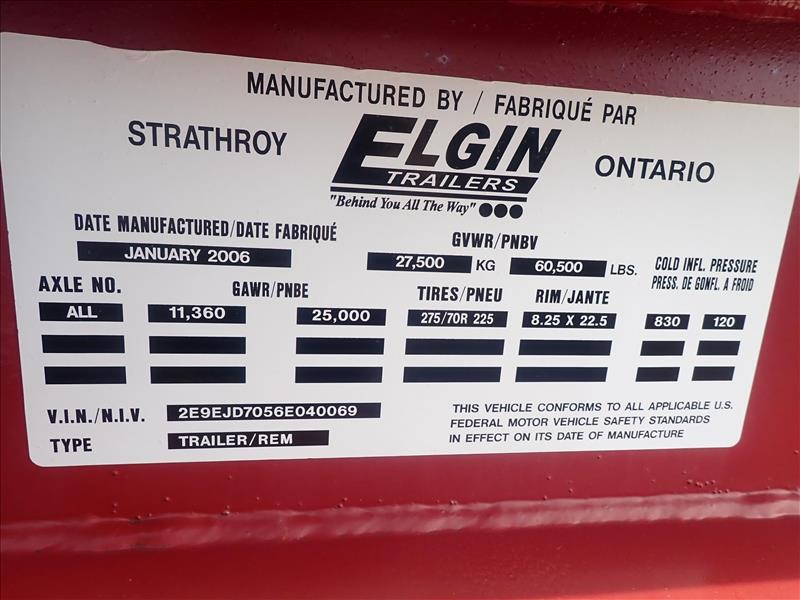 MANUFACTURED BY / FABRIQUÉ PAR
STRATHROY
ELGIN
TRAILERS
"Behind You All The Way"
ONTARIO
DATE MANUFACTURED/DATE FABRIQUÉ
JANUARY 2006
GVWR/PNBV
27,500 KG 60,500 LBS.
COLD INFL. PRESSURE
PRESS. DE GONFL. A FROID
AXLE NO. GAWR/PNBE TIRES/PNEU RIM/JANTE
ALL 11,360 25,000 275/70R 225 8.25 X 22.5 830 120
V.I.N./N.I.V. 2E9EJD7056E040069
TYPE TRAILER/REM
THIS VEHICLE CONFORMS TO ALL APPLICABLE U.S.
FEDERAL MOTOR VEHICLE SAFETY STANDARDS
IN EFFECT ON ITS DATE OF MANUFACTURE